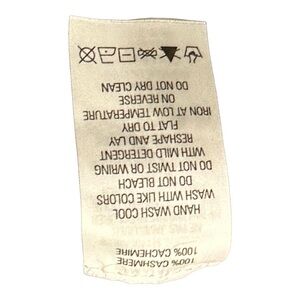 100% CASHMERE
100% CACHEMIRE
HAND WASH COOL
WASH WITH LIKE COLORS
DO NOT BLEACH
DO NOT TWIST OR WRING
WITH MILD DETERGENT
RESHAPE AND LAY
FLAT TO DRY
IRON AT LOW TEMPERATURE
ON REVERSE
DO NOT DRY CLEAN